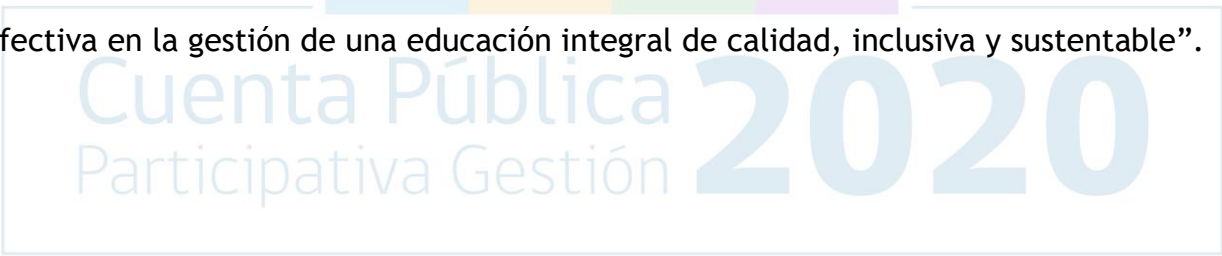 fectiva en la gestión de una educación integral de calidad, inclusiva y sustentable”.
Cuenta Pública 2020
Participativa Gestión